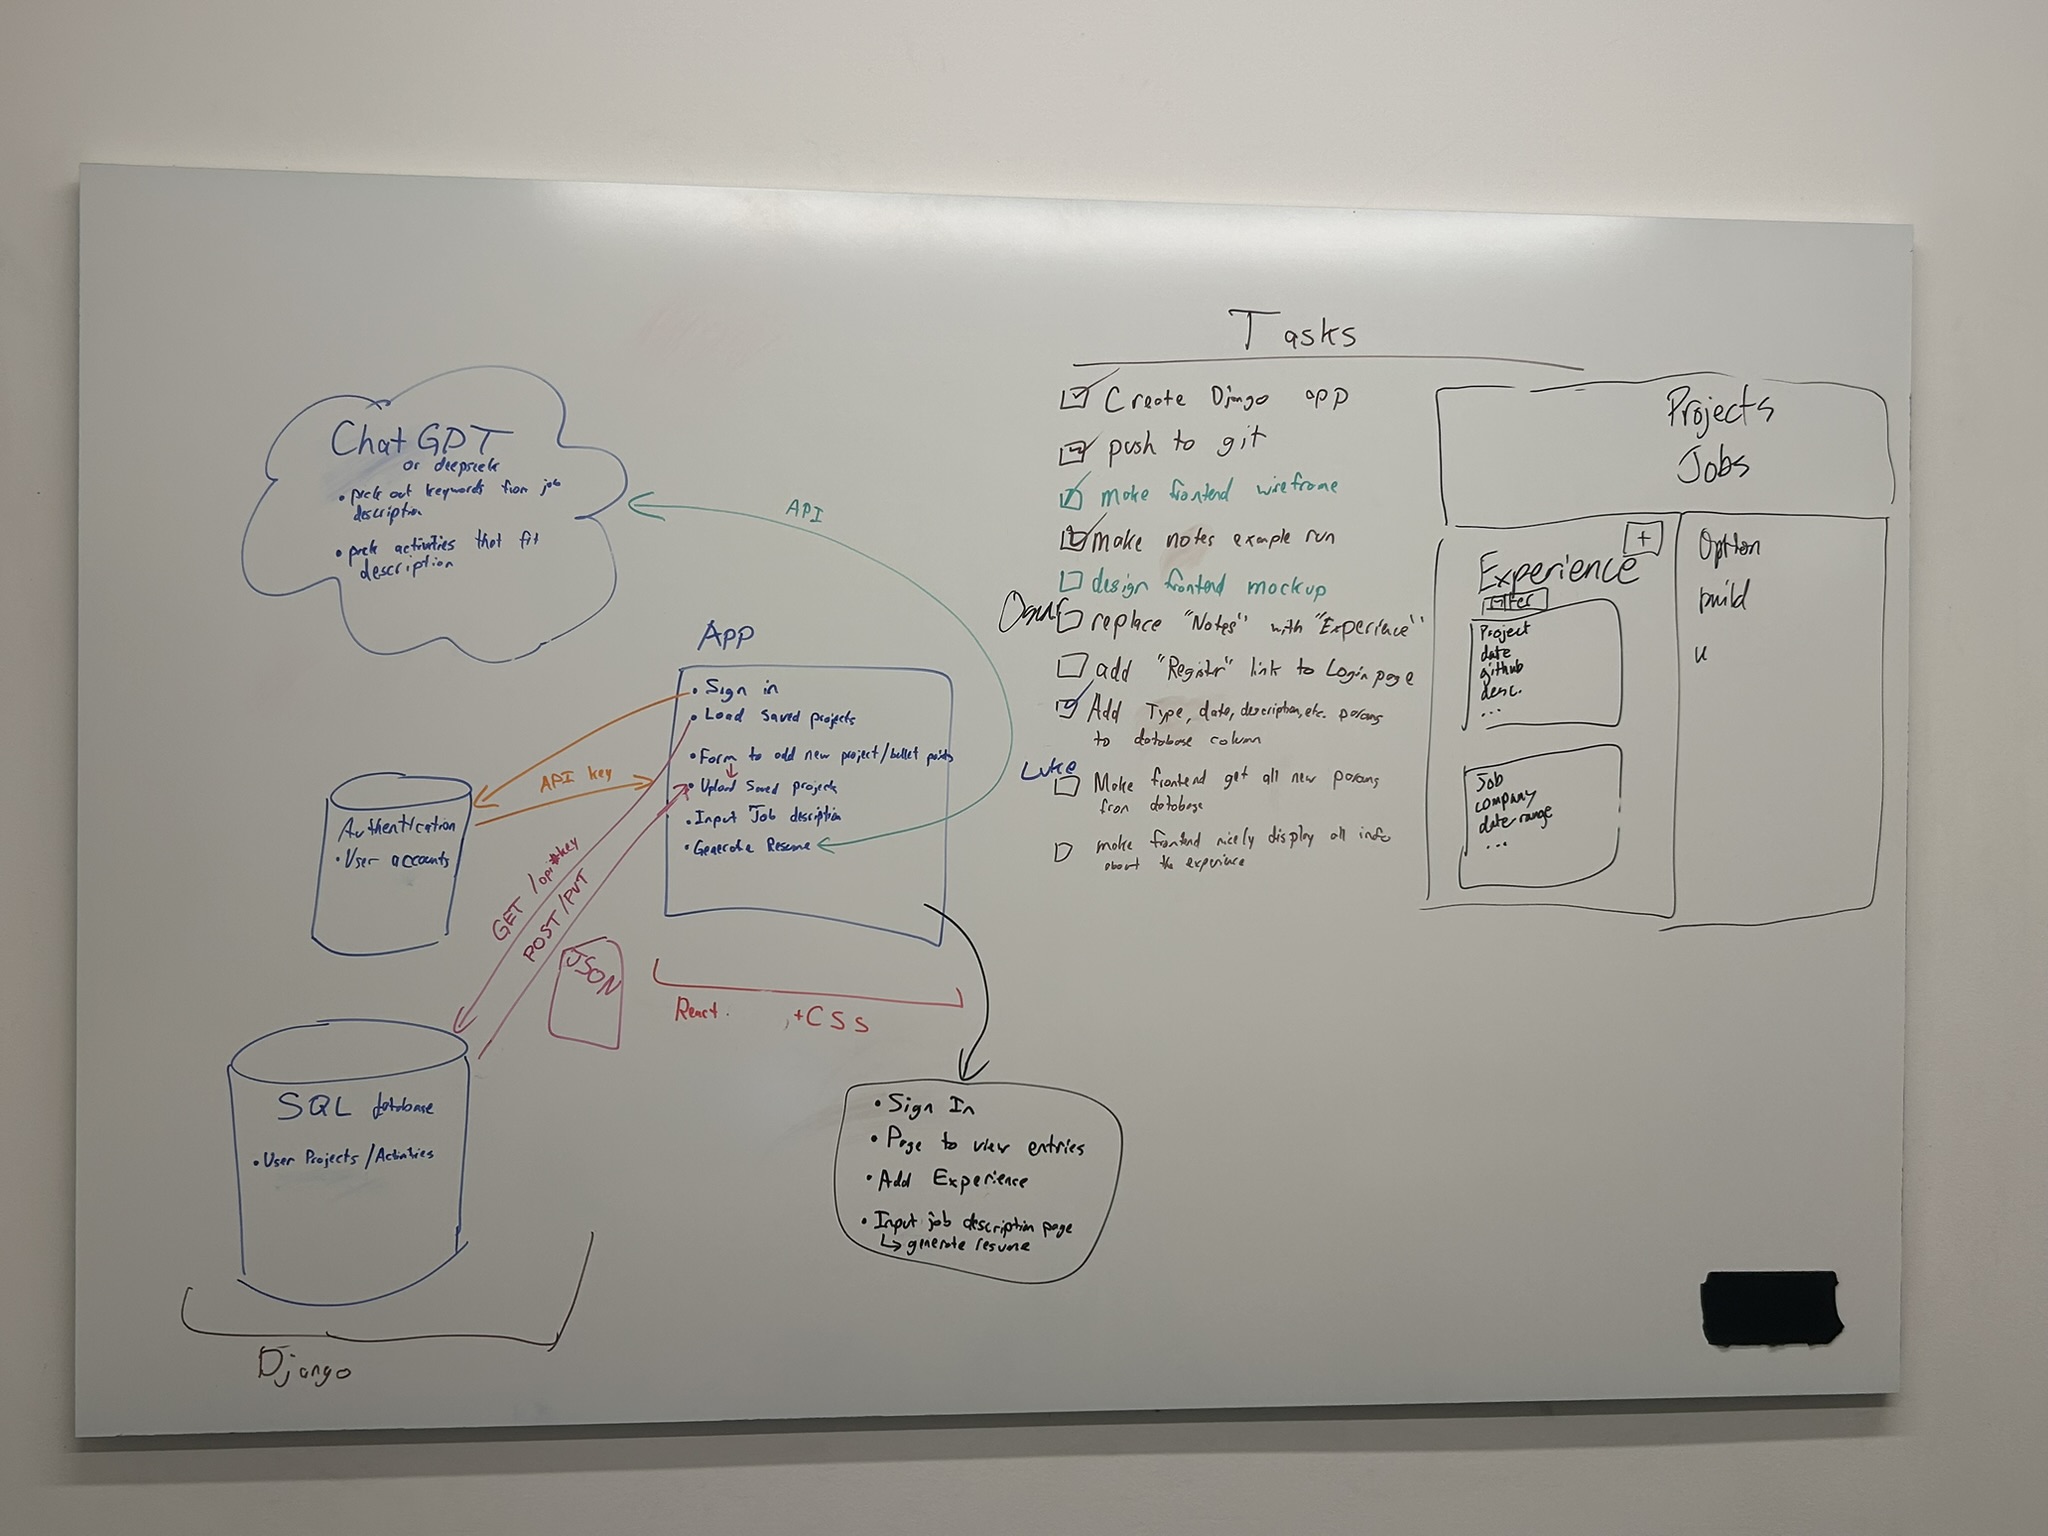 Chat GPT
or deepseek
• pick out keywords from job
description
• pick activities that fit
description
API
App
• Sign in
• Load saved projects
• Form to add new project/bullet points
• Upload saved projects
• Input Job description
• Generate Resume
API key
Authentication
• User accounts
GET /api*key
POST/PUT
JSON
React
,+CSS
SQL database
• User Projects/Activities
Django
• Sign In
• Page to view entries
• Add Experience
• Input job description page
↳ generate resume
Tasks
Create Django app
push to git
make frontend wireframe
make notes example run
design frontend mockup
replace "Notes" with "Experience"
add "Register" link to Login page
Add Type, date, description, etc. params
to database column
Luke
Make frontend get all new params
from database
make frontend nicely display all info
about the experience
Projects
Jobs
+
Experience
filter
Project
date
github
desc.
...
Job
company
date range
...
Option
build